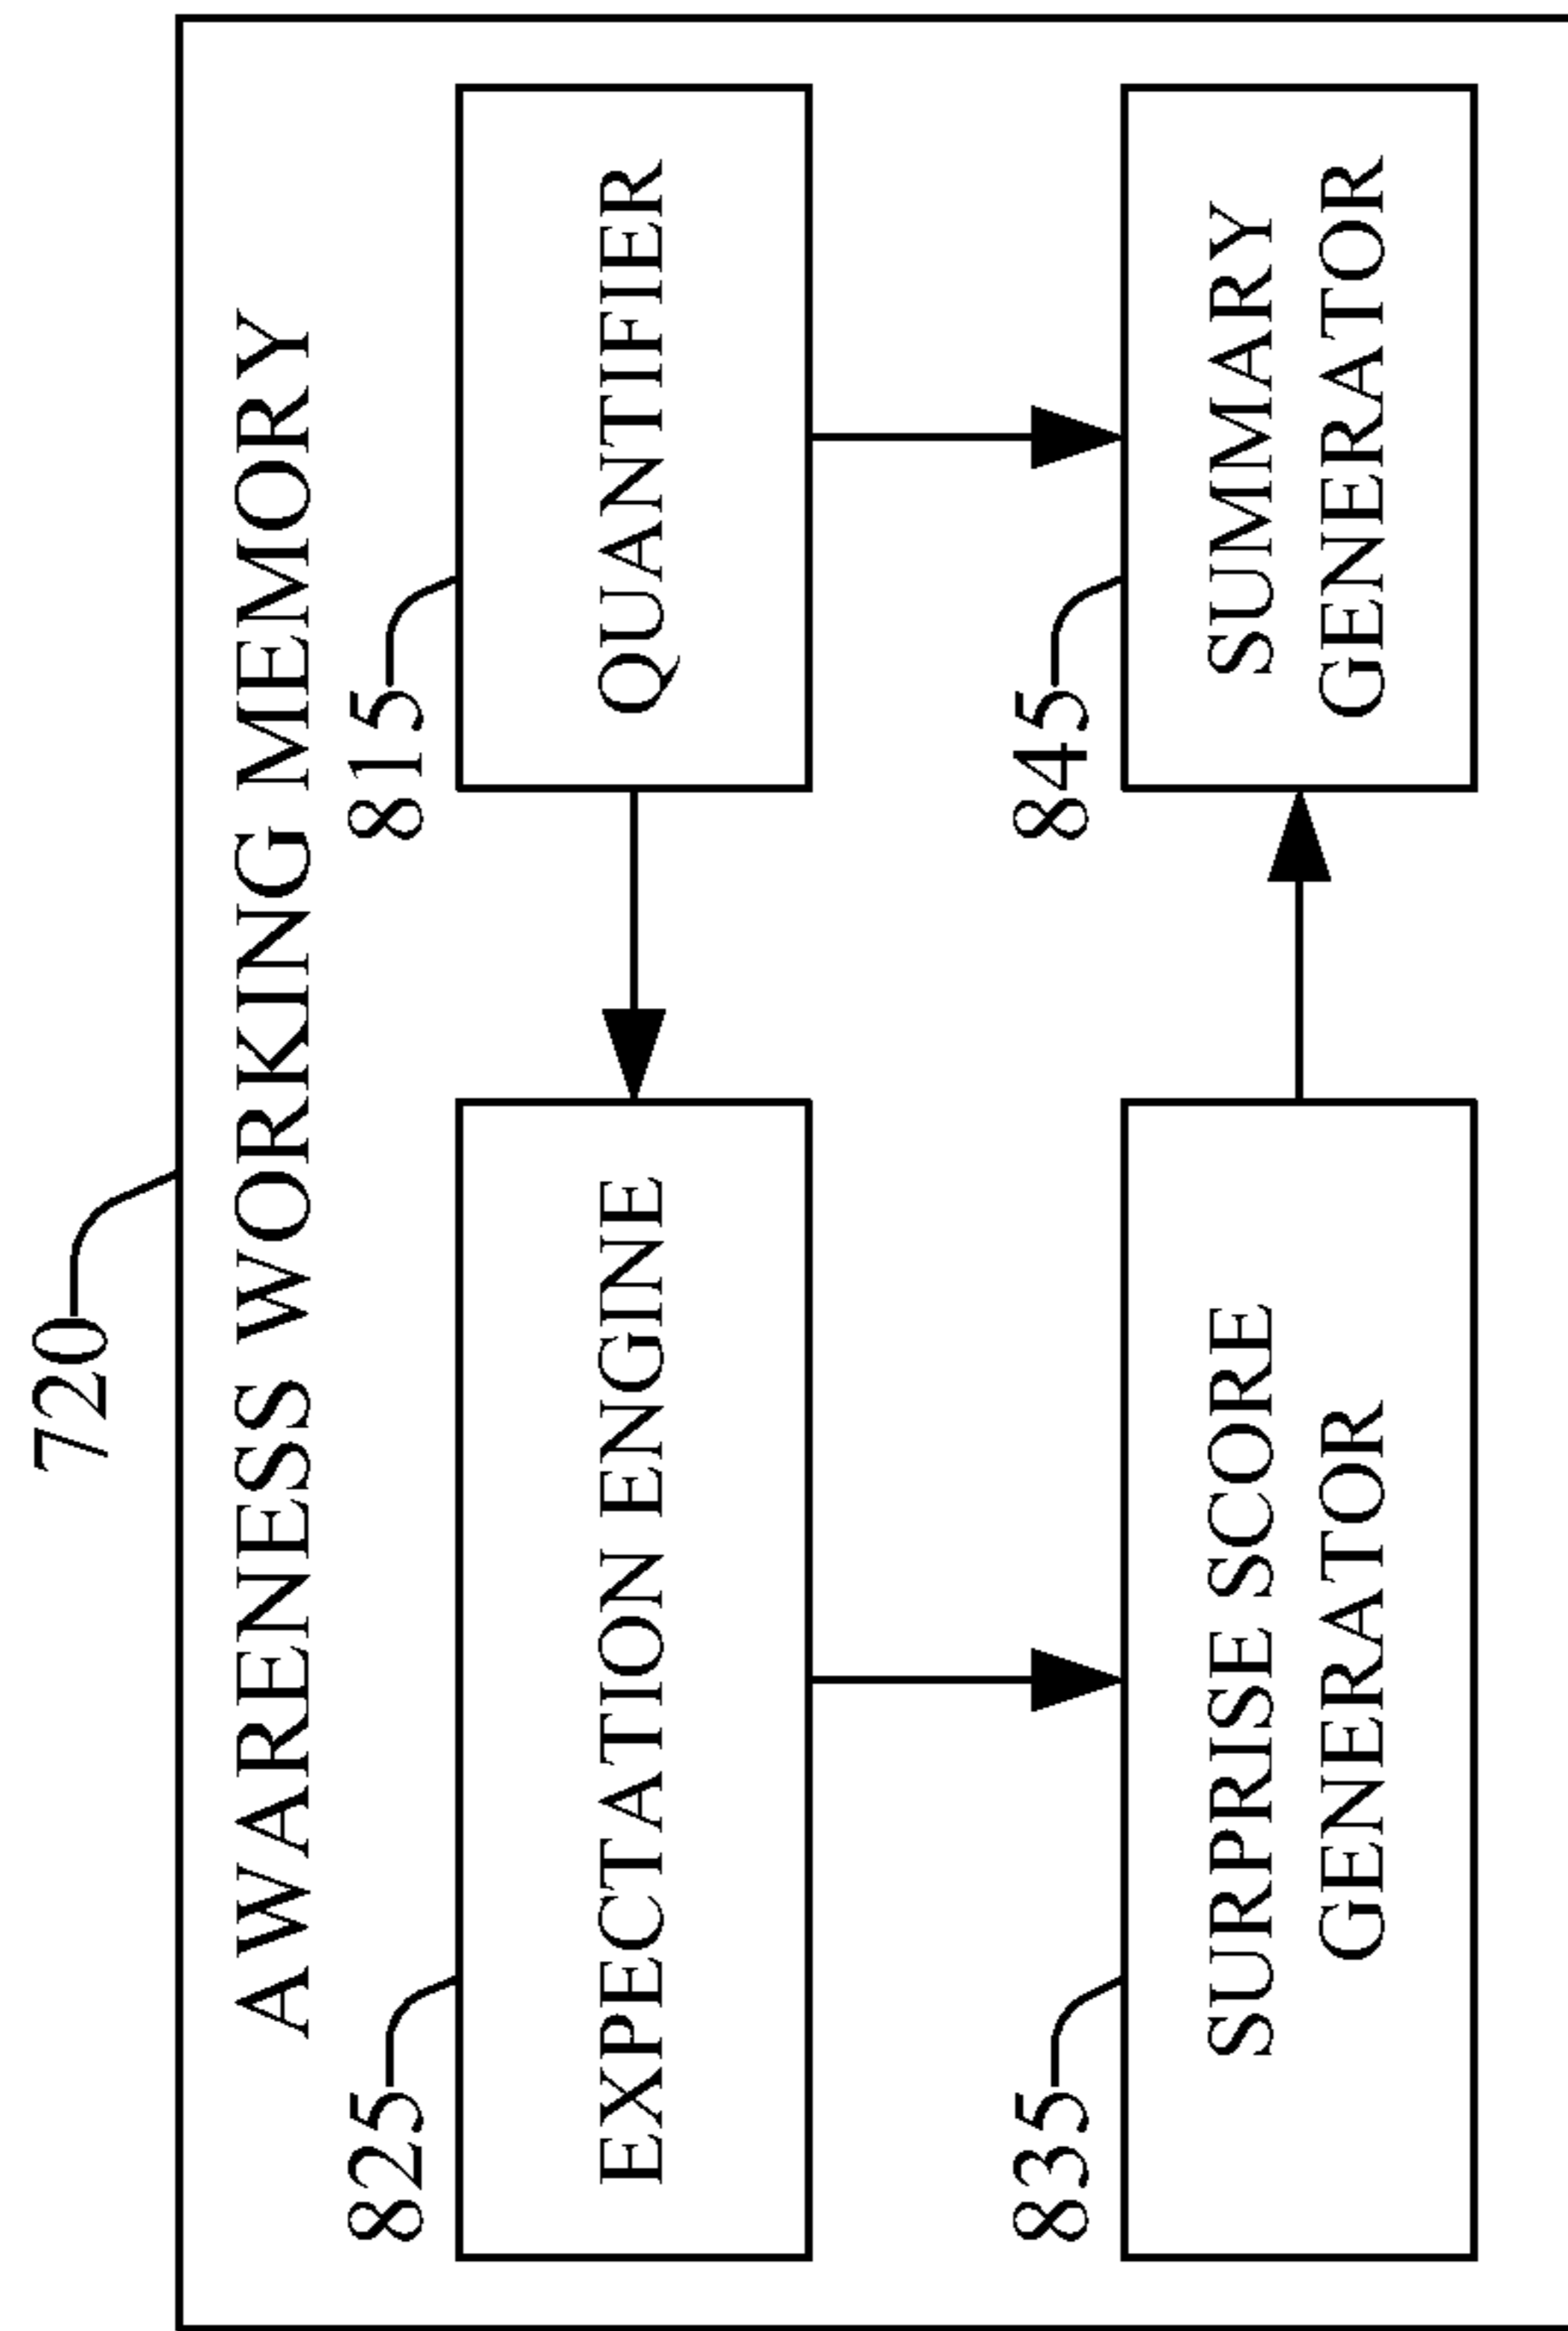 720
AWARENESS WORKING MEMORY
825
EXPECTATION ENGINE
815
QUANTIFIER
835
SURPRISE SCORE
GENERATOR
845
SUMMARY
GENERATOR